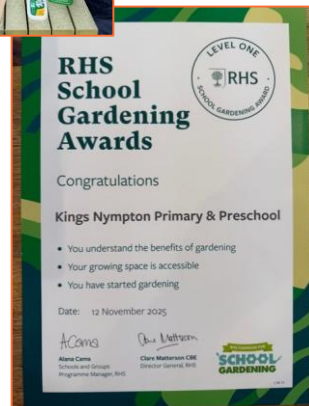 RHS
School
Gardening
Awards
LEVEL ONE
RHS
SCHOOL GARDENING AWARD
Congratulations
Kings Nympton Primary & Preschool
• You understand the benefits of gardening
• Your growing space is accessible
• You have started gardening
Date: 12 November 2025
Alana Cama
Schools and Groups
Programme Manager, RHS
Clare Matterson CBE
Director General, RHS
SCHOOL
GARDENING